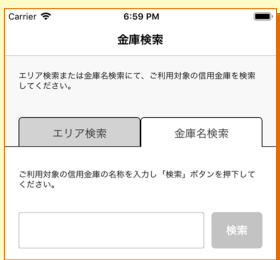 Carrier 6:59 PM
金庫検索
エリア検索または金庫名検索にて、ご利用対象の信用金庫を検索
してください。
エリア検索 金庫名検索
ご利用対象の信用金庫の名称を入力し「検索」ボタンを押下して
ください。
検索